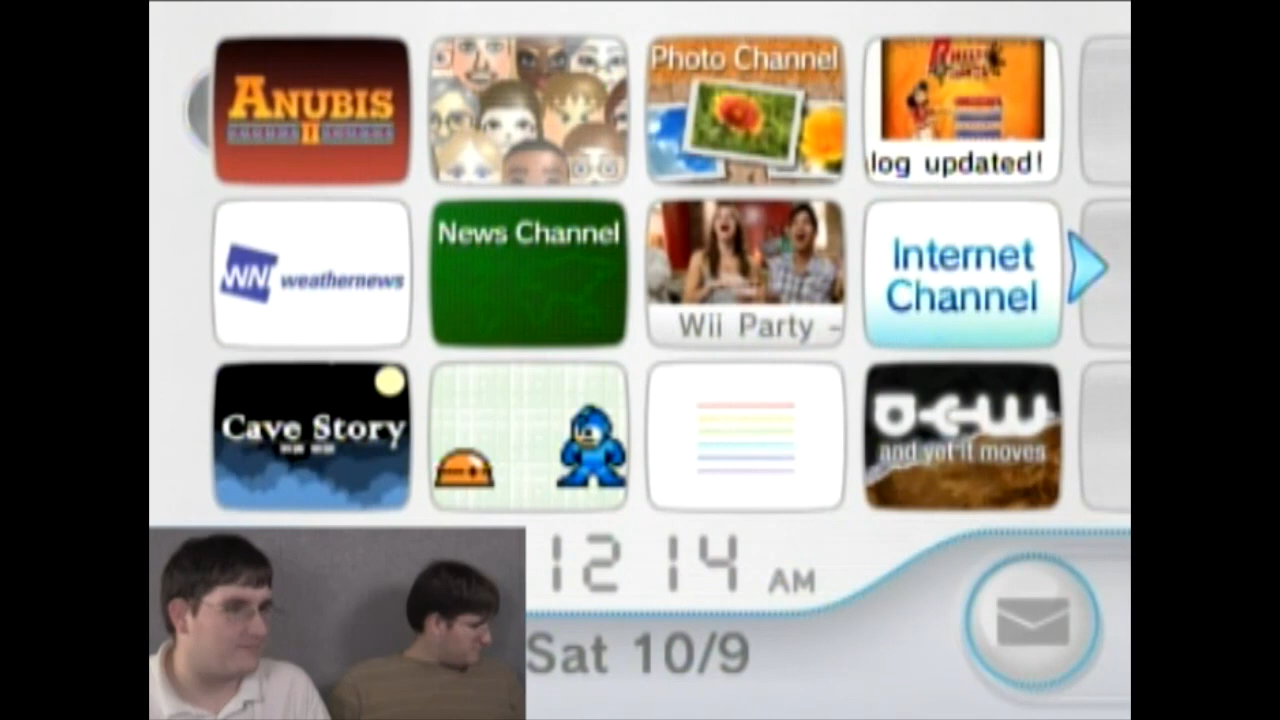 ANUBIS
II
Photo Channel
log updated!
WN weathernews
News Channel
Wii Party -
Internet
Channel
Cave Story
and yet it moves
12 14 AM
Sat 10/9